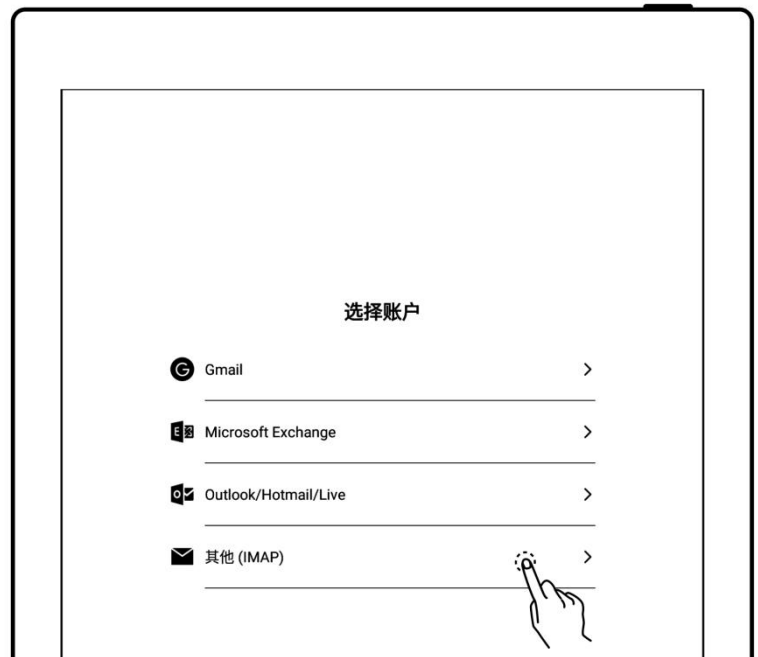 选择账户
Gmail
Microsoft Exchange
Outlook/Hotmail/Live
其他 (IMAP)